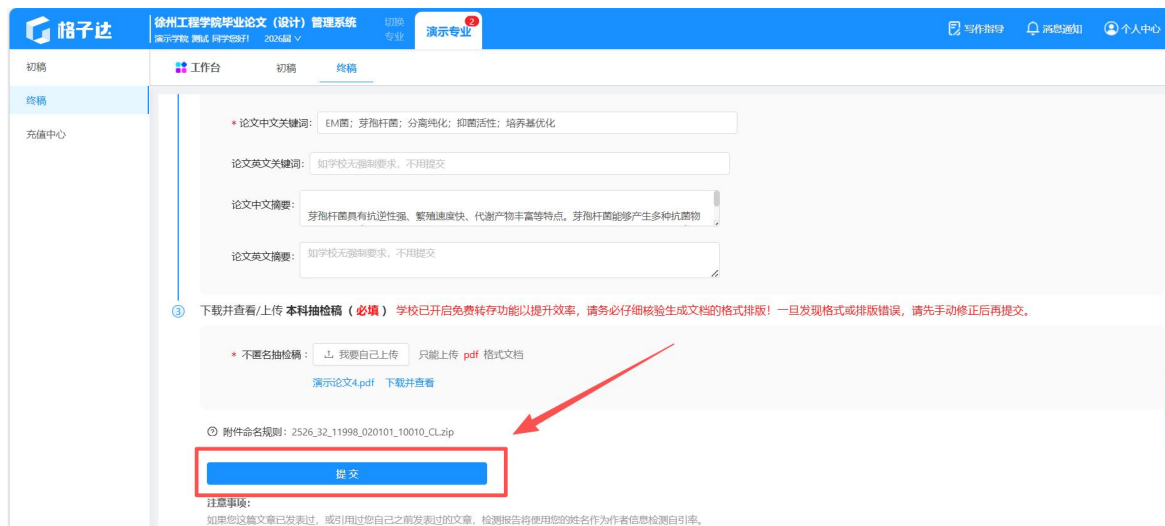 格子达
徐州工程学院毕业论文（设计）管理系统
演示学院 测试 同学您好！ 2026届
切换
专业
演示专业
2
写作指导
消息通知
个人中心
初稿
终稿
充值中心
工作台
初稿
终稿
* 论文中文关键词： EM菌；芽孢杆菌；分离纯化；抑菌活性；培养基优化
论文英文关键词： 如学校无强制要求，不用提交
论文中文摘要： 芽孢杆菌具有抗逆性强、繁殖速度快、代谢产物丰富等特点。芽孢杆菌能够产生多种抗菌物
论文英文摘要： 如学校无强制要求，不用提交
③ 下载并查看/上传 本科抽检稿（ 必填 ） 学校已开启免费转存功能以提升效率，请务必仔细核验生成文档的格式排版！一旦发现格式或排版错误，请先手动修正后再提交。
* 不匿名抽检稿： 我要自己上传 只能上传 pdf 格式文档
演示论文4.pdf 下载并查看
附件命名规则：2526_32_11998_020101_10010_CL.zip
提交
注意事项：
如果您这篇文章已发表过，或引用过您自己之前发表过的文章，检测报告将使用您的姓名作为作者信息检测自引率。